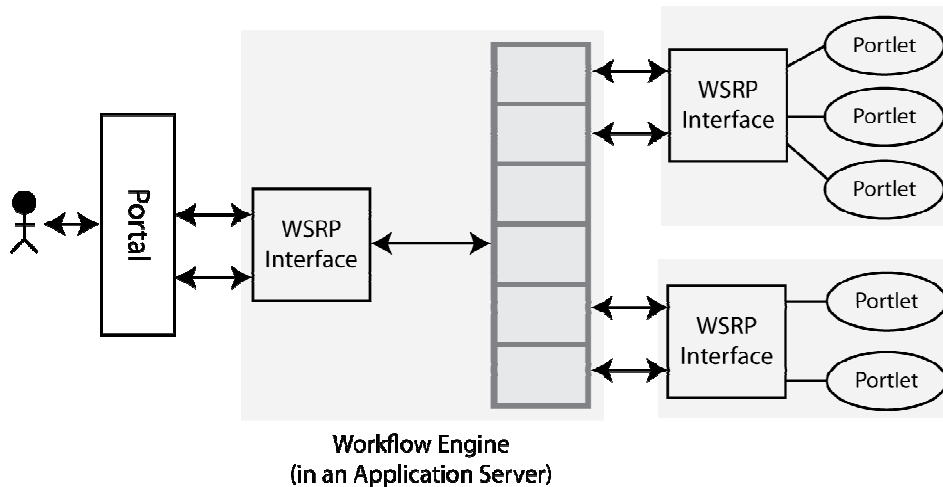 Portal
WSRP
Interface
Workflow Engine
(in an Application Server)
WSRP
Interface
Portlet
Portlet
Portlet
WSRP
Interface
Portlet
Portlet